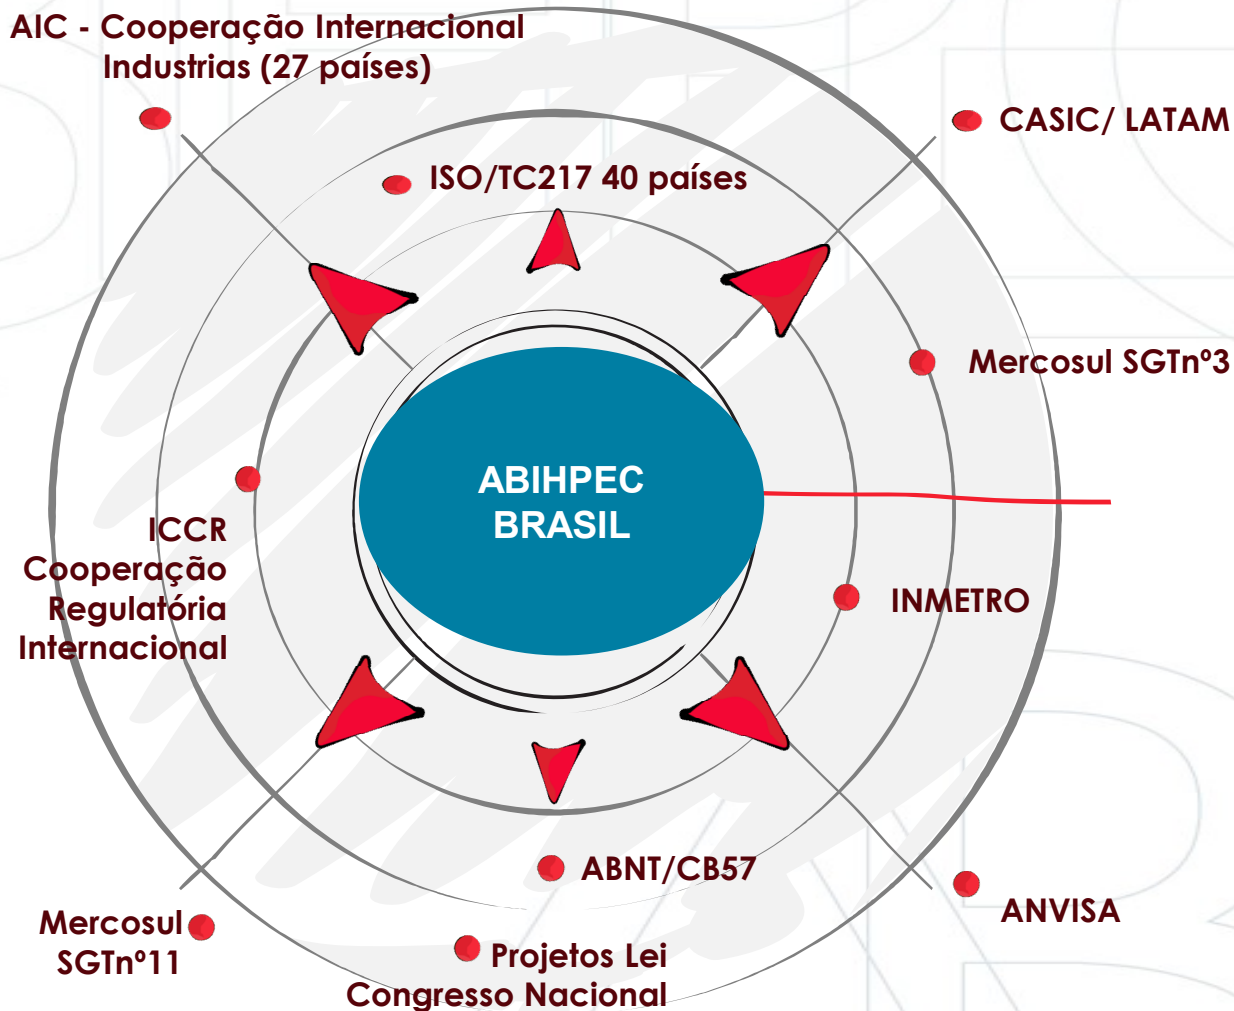 AIC - Cooperação Internacional
Industrias (27 países)
CASIC/ LATAM
ISO/TC217 40 países
Mercosul SGTnº3
ABIHPEC
BRASIL
ICCR
Cooperação
Regulatória
Internacional
INMETRO
ABNT/CB57
ANVISA
Mercosul
SGTnº11
Projetos Lei
Congresso Nacional